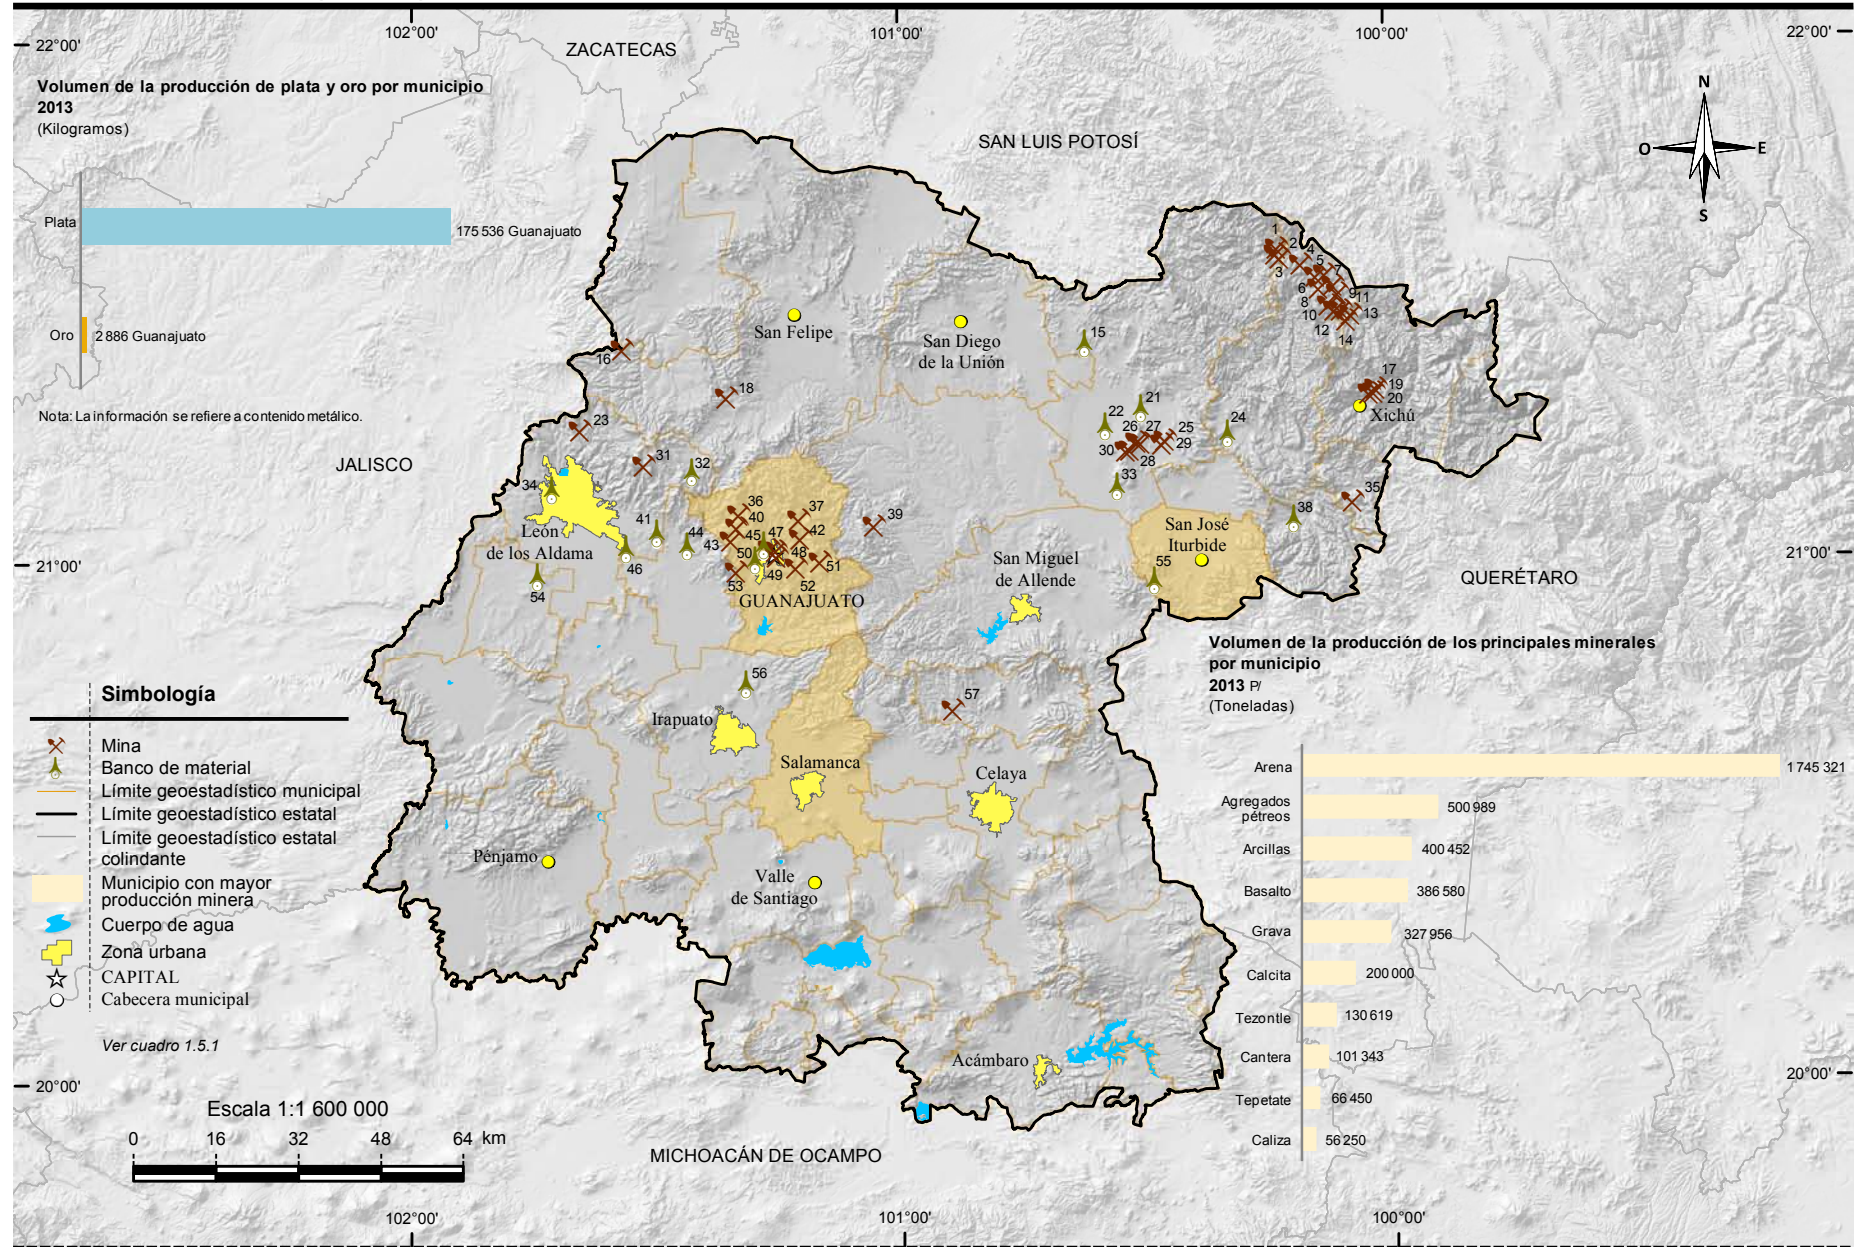 102°00'
101°00'
100°00'
22°00'
22°00'
ZACATECAS
Volumen de la producción de plata y oro por municipio
2013
(Kilogramos)
Plata
175 536 Guanajuato
Oro
2 886 Guanajuato
Nota: La información se refiere a contenido metálico.
SAN LUIS POTOSÍ
N
O
E
S
JALISCO
QUERÉTARO
MICHOACÁN DE OCAMPO
1
2
3
4
5
6
7
8
9
10
11
12
13
14
15
16
17
18
19
20
21
22
23
24
25
26
27
28
29
30
31
32
33
34
35
36
37
38
39
40
41
42
43
44
45
46
47
48
49
50
51
52
53
54
55
56
57
San Felipe
San Diego
de la Unión
Xichú
León
de los Aldama
San José
Iturbide
San Miguel
de Allende
GUANAJUATO
Irapuato
Salamanca
Celaya
Pénjamo
Valle
de Santiago
Acámbaro
21°00'
21°00'
Volumen de la producción de los principales minerales
por municipio
2013 P/
(Toneladas)
Arena
1 745 321
Agregados
pétreos
500 989
Arcillas
400 452
Basalto
386 580
Grava
327 956
Calcita
200 000
Tezontle
130 619
Cantera
101 343
Tepetate
66 450
Caliza
56 250
Simbología
Mina
Banco de material
Límite geoestadístico municipal
Límite geoestadístico estatal
Límite geoestadístico estatal
colindante
Municipio con mayor
producción minera
Cuerpo de agua
Zona urbana
CAPITAL
Cabecera municipal
Ver cuadro 1.5.1
20°00'
20°00'
Escala 1:1 600 000
0 16 32 48 64 km
102°00'
101°00'
100°00'